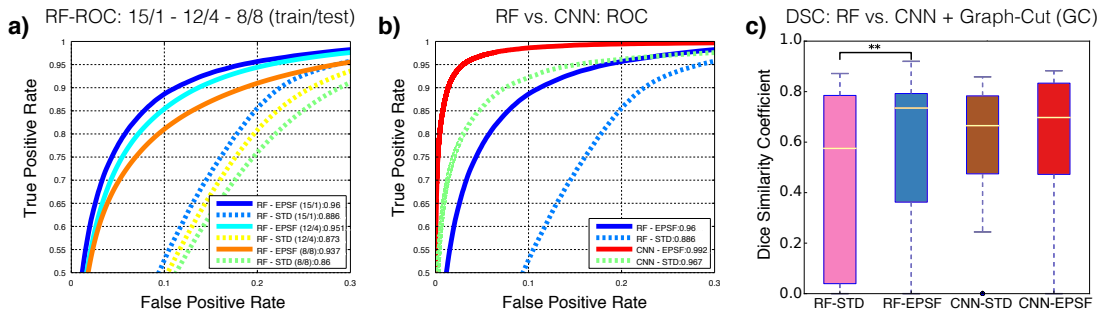 RF-ROC: 15/1 - 12/4 - 8/8 (train/test)
a)
True Positive Rate
1
0.95
0.9
0.85
0.8
0.75
0.7
0.65
0.6
0.55
0.5
0 0.1 0.2 0.3
False Positive Rate
RF - EPSF (15/1):0.96
RF - STD (15/1):0.886
RF - EPSF (12/4):0.951
RF - STD (12/4):0.873
RF - EPSF (8/8):0.937
RF - STD (8/8):0.86
RF vs. CNN: ROC
b)
True Positive Rate
1
0.95
0.9
0.85
0.8
0.75
0.7
0.65
0.6
0.55
0.5
0 0.1 0.2 0.3
False Positive Rate
RF - EPSF:0.96
RF - STD:0.886
CNN - EPSF:0.992
CNN - STD:0.967
DSC: RF vs. CNN + Graph-Cut (GC)
c)
Dice Similarity Coefficient
1.0
0.8
0.6
0.4
0.2
0.0
**
RF-STD RF-EPSF CNN-STD CNN-EPSF